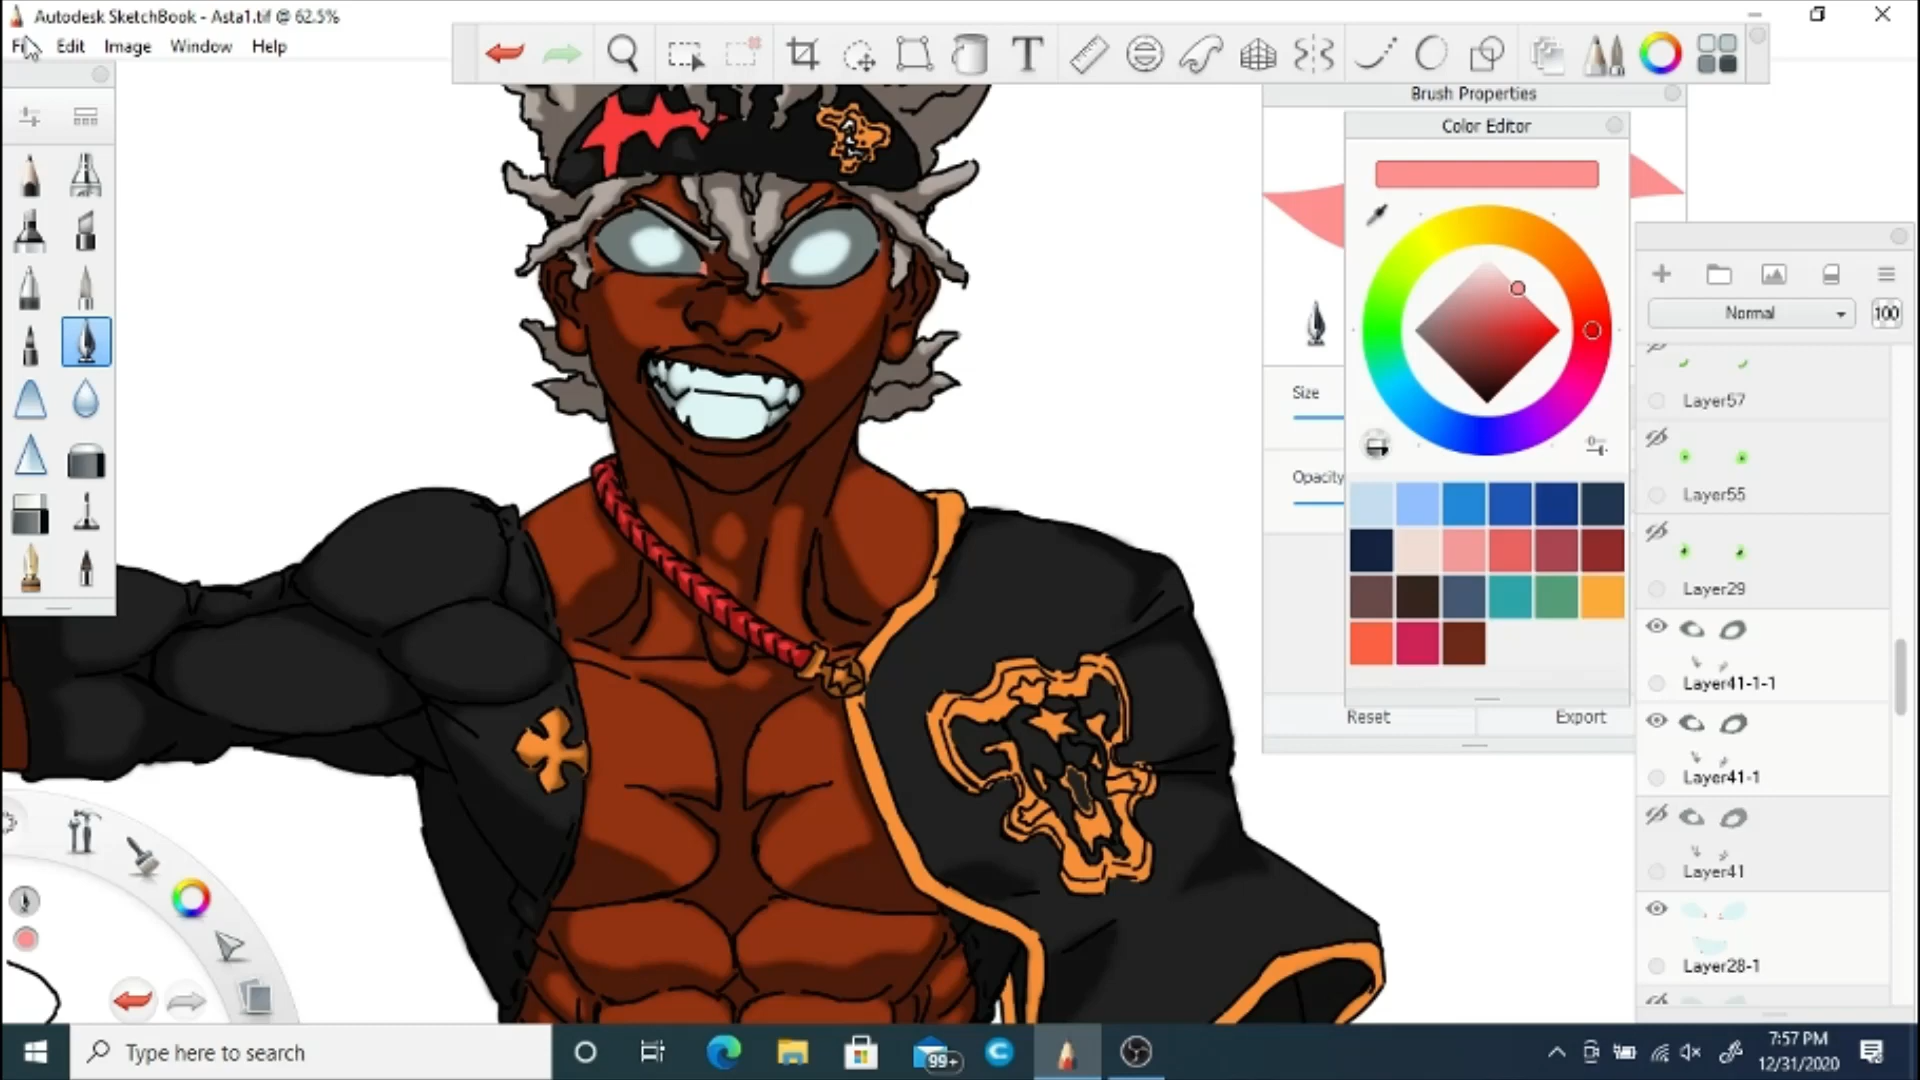 Autodesk SketchBook - Asta1.tif @ 62.5%
Edit Image Window Help
T
Brush Properties
Color Editor
Size
Opacity
Reset Export
Normal 100
Layer57
Layer55
Layer29
Layer41-1-1
Layer41-1
Layer41
Layer28-1
Type here to search
99+
7:57 PM
12/31/2020